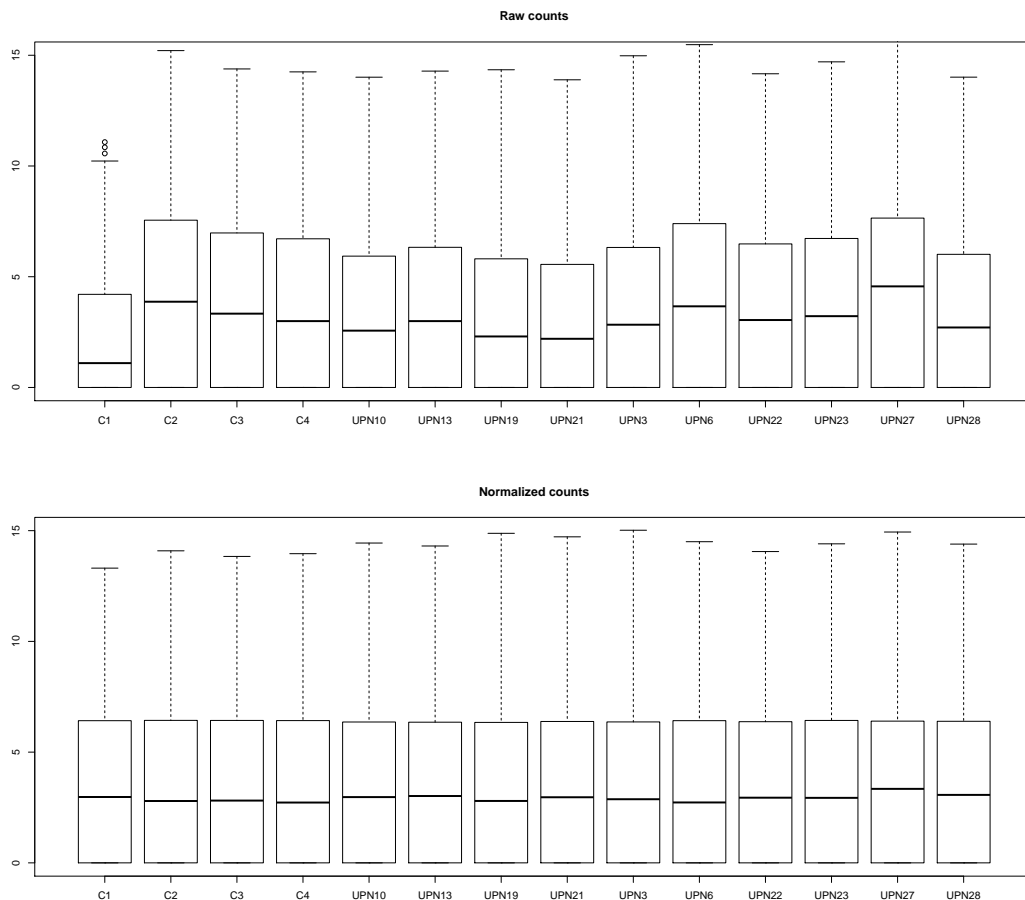 Raw counts
15
10
5
0
C1 C2 C3 C4 UPN10 UPN13 UPN19 UPN21 UPN3 UPN6 UPN22 UPN23 UPN27 UPN28
Normalized counts
15
10
5
0
C1 C2 C3 C4 UPN10 UPN13 UPN19 UPN21 UPN3 UPN6 UPN22 UPN23 UPN27 UPN28